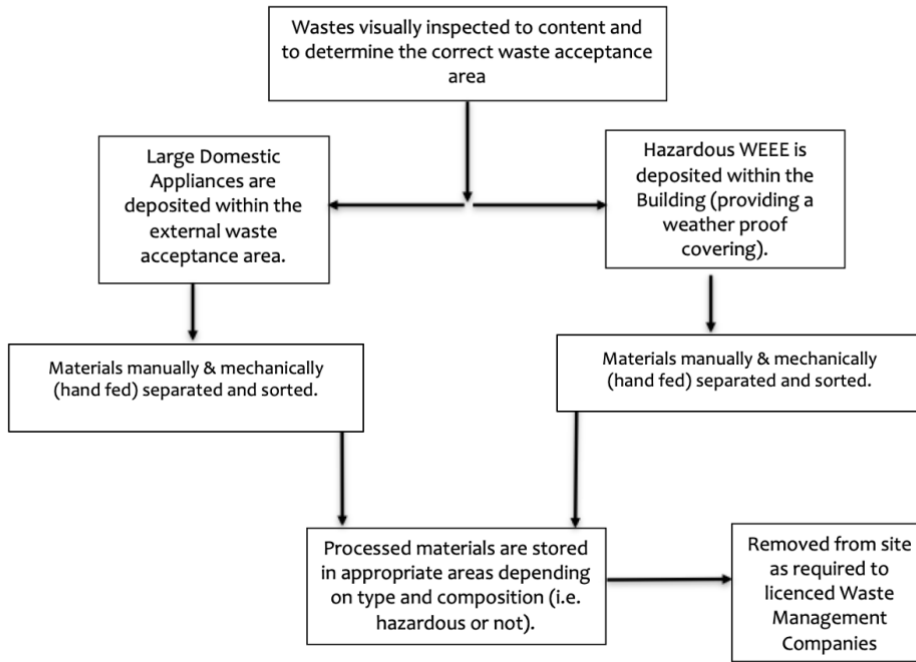 Wastes visually inspected to content and
to determine the correct waste acceptance
area
Large Domestic
Appliances are
deposited within the
external waste
acceptance area.
Hazardous WEEE is
deposited within the
Building (providing a
weather proof
covering).
Materials manually & mechanically
(hand fed) separated and sorted.
Materials manually & mechanically
(hand fed) separated and sorted.
Processed materials are stored
in appropriate areas depending
on type and composition (i.e.
hazardous or not).
Removed from site
as required to
licenced Waste
Management
Companies